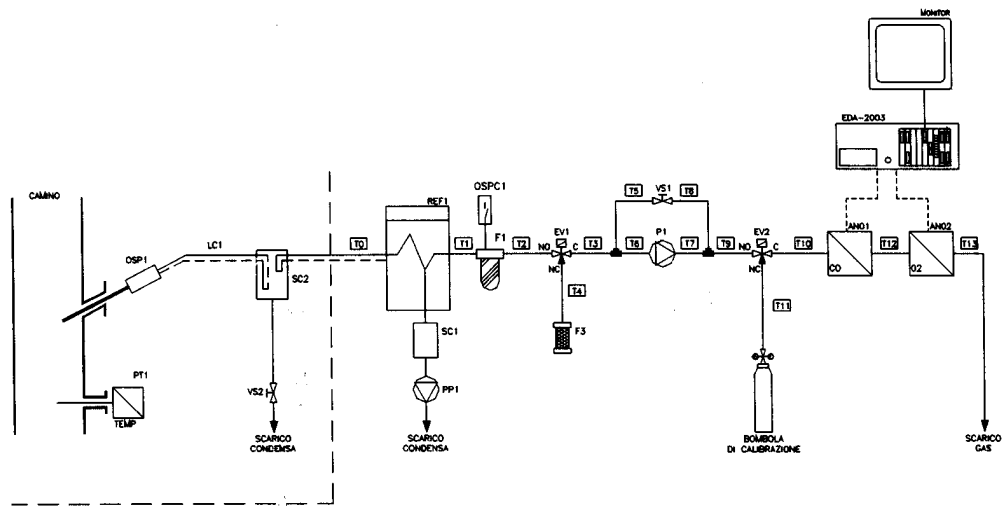 MONITOR
EDA-2003
CAMINO
OSPC1
T5
VS1
T8
REF1
LC1
T0
T1
F1
T2
NO
EV1
C
T3
T6
P1
T7
T9
NO
EV2
C
T10
AN01
T12
AN02
T13
OSP1
SC2
NC
NC
CO
O2
T4
T11
F3
SC1
PT1
TEMP
VS2
PP1
SCARICO
CONDEMSA
SCARICO
CONDENSA
BOMBOLA
DI CALIBRAZIONE
SCARICO
GAS